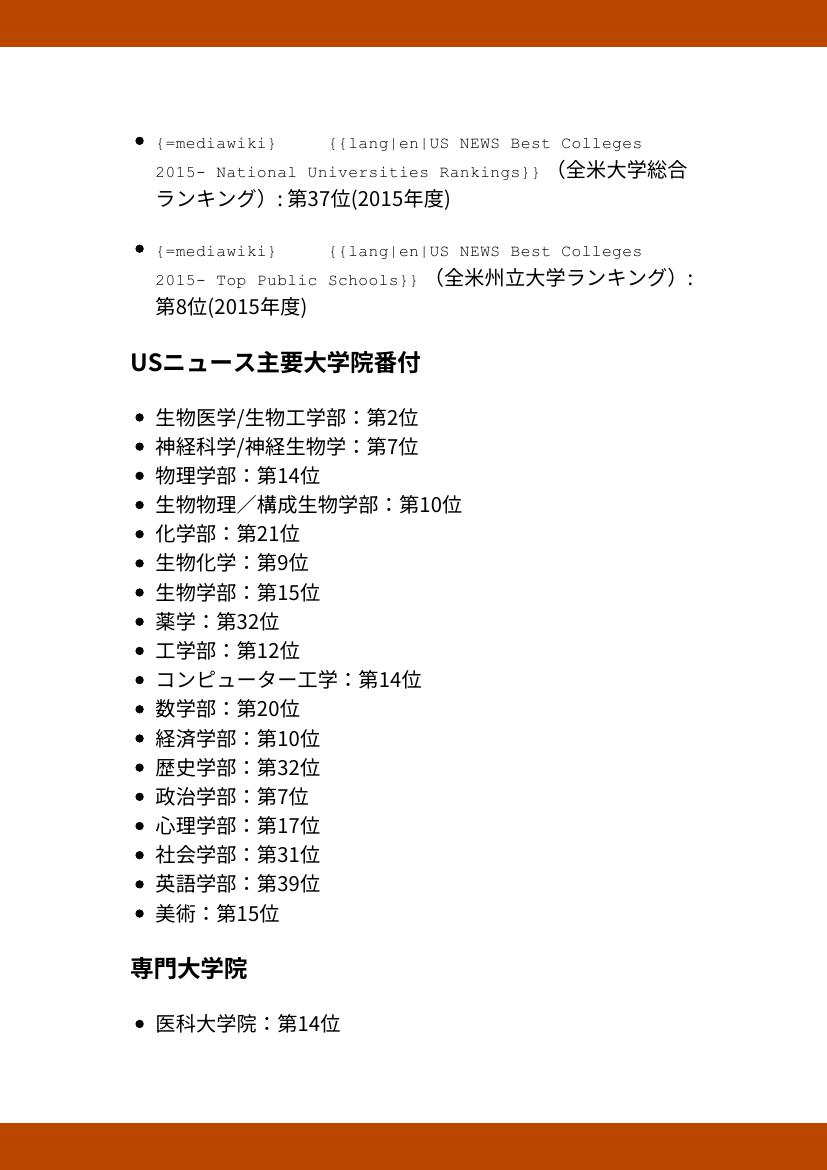 {=mediawiki} {{lang|en|US NEWS Best Colleges
2015- National Universities Rankings}}（全米大学総合
ランキング）: 第37位(2015年度)
{=mediawiki} {{lang|en|US NEWS Best Colleges
2015- Top Public Schools}}（全米州立大学ランキング）:
第8位(2015年度)
USニュース主要大学院番付
生物医学/生物工学部：第2位
神経科学/神経生物学：第7位
物理学部：第14位
生物物理／構成生物学部：第10位
化学部：第21位
生物化学：第9位
生物学部：第15位
薬学：第32位
工学部：第12位
コンピューター工学：第14位
数学部：第20位
経済学部：第10位
歴史学部：第32位
政治学部：第7位
心理学部：第17位
社会学部：第31位
英語学部：第39位
美術：第15位
専門大学院
医科大学院：第14位